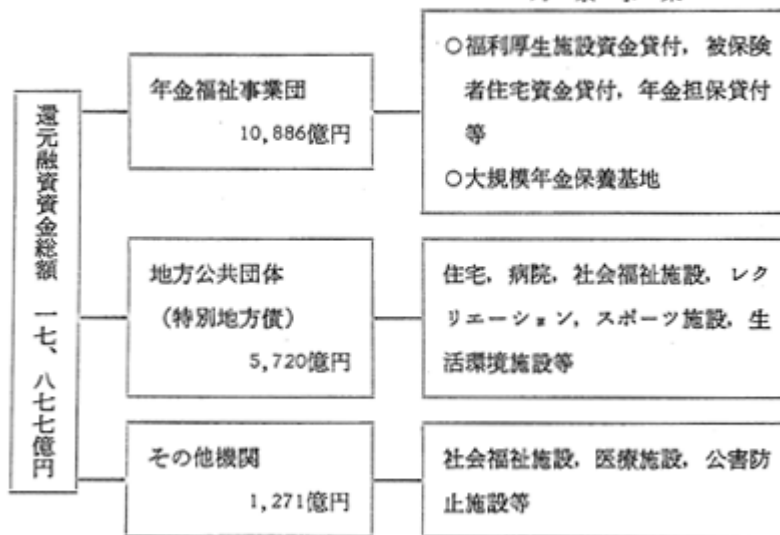 還元融資資金総額 一七、八七七億円
年金福祉事業団
10,886億円
○福利厚生施設資金貸付，被保険
者住宅資金貸付，年金担保貸付
等
○大規模年金保養基地
地方公共団体
（特別地方債）
5,720億円
住宅，病院，社会福祉施設，レク
リエーション，スポーツ施設，生
活環境施設等
その他機関
1,271億円
社会福祉施設，医療施設，公害防
止施設等